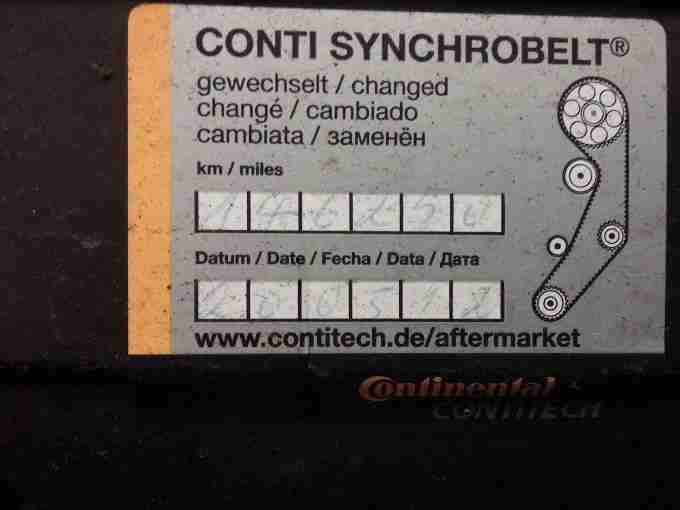 CONTI SYNCHROBELT®
gewechselt / changed
changé / cambiado
cambiata / заменён
km / miles
Datum / Date / Fecha / Data / Дата
www.contitech.de/aftermarket
Continental
CONTITECH